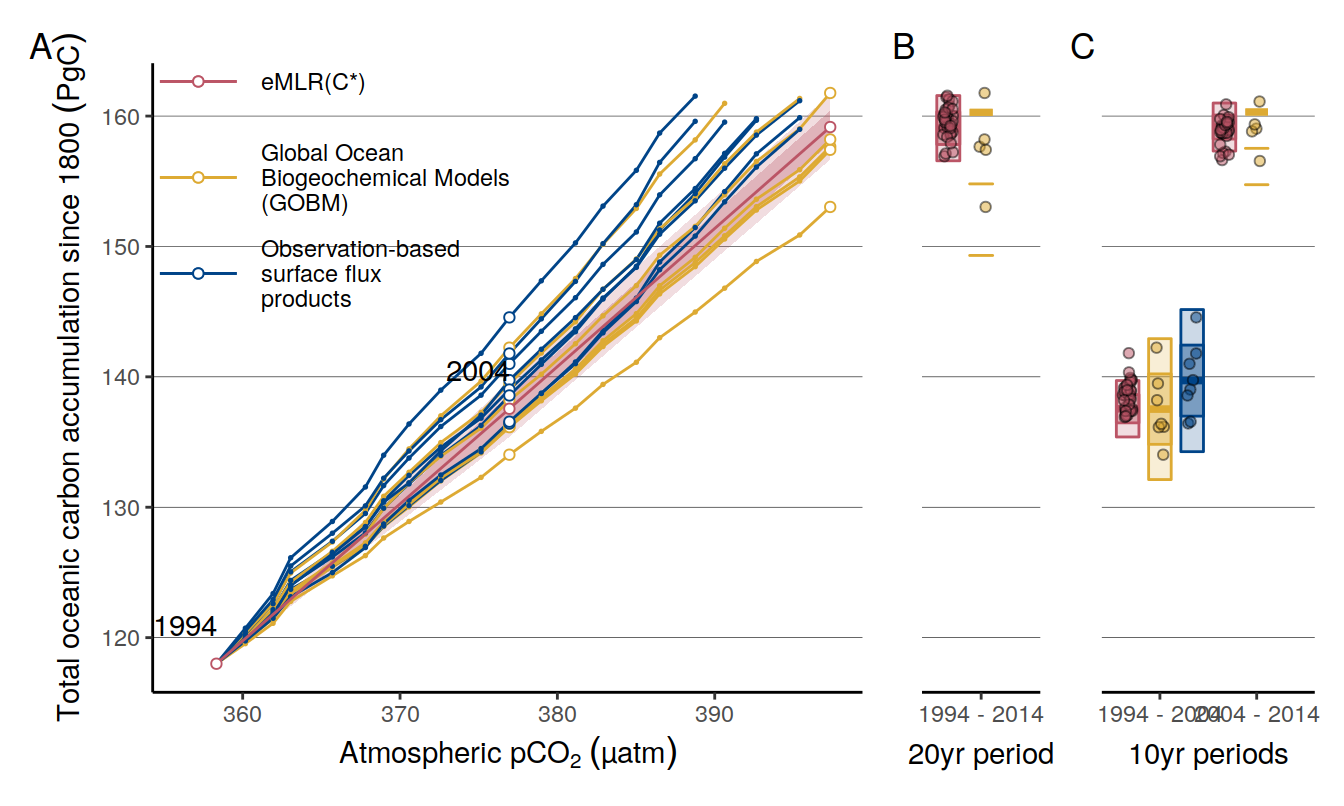 A
B
C
Total oceanic carbon accumulation since 1800 (PgC)
eMLR(C*)
Global Ocean
Biogeochemical Models
(GOBM)
Observation-based
surface flux
products
160
150
140
130
120
2004
1994
360
370
380
390
Atmospheric pCO₂ (µatm)
1994 - 2014
20yr period
1994 - 2004
2004 - 2014
10yr periods